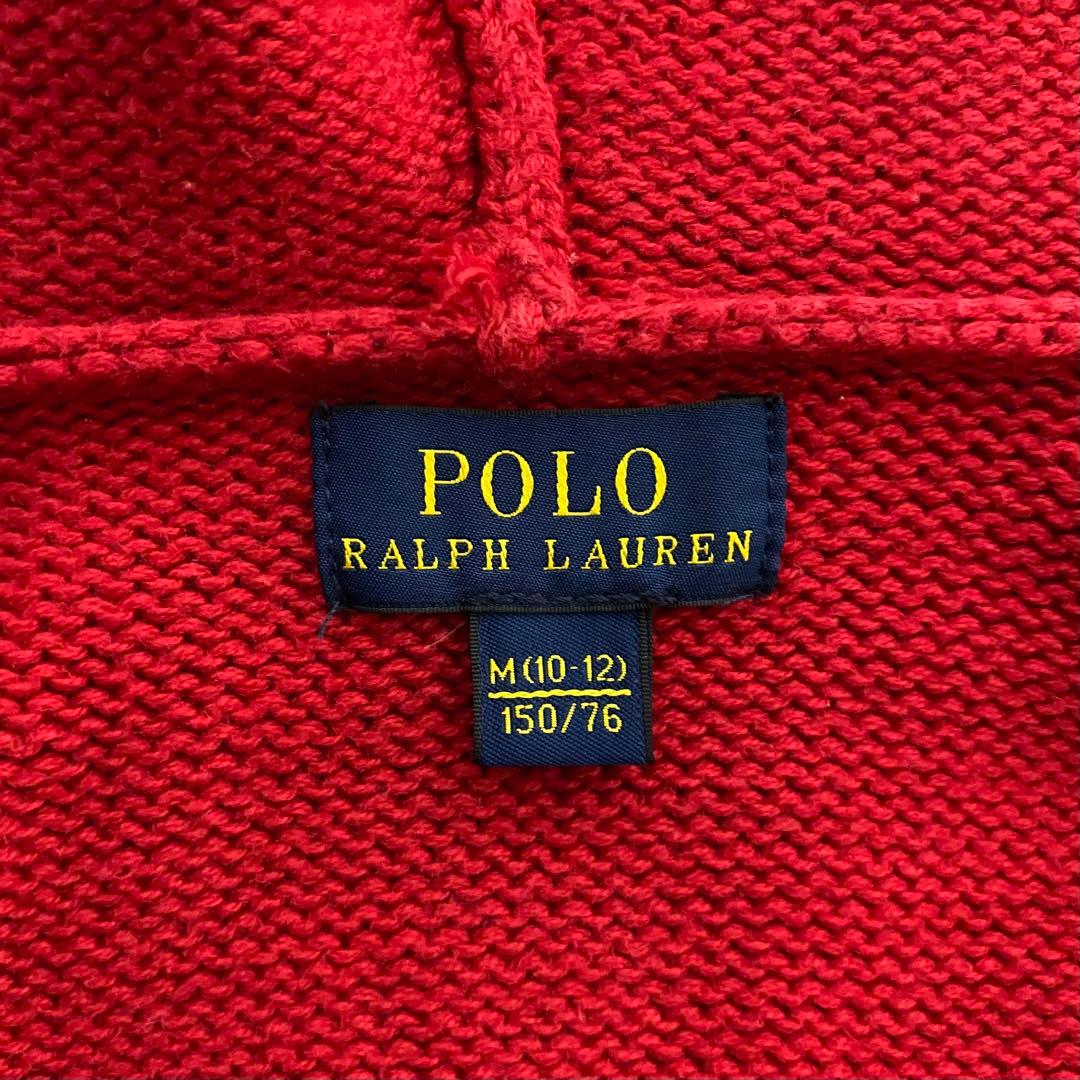 POLO
RALPH LAUREN
M(10-12)
150/76